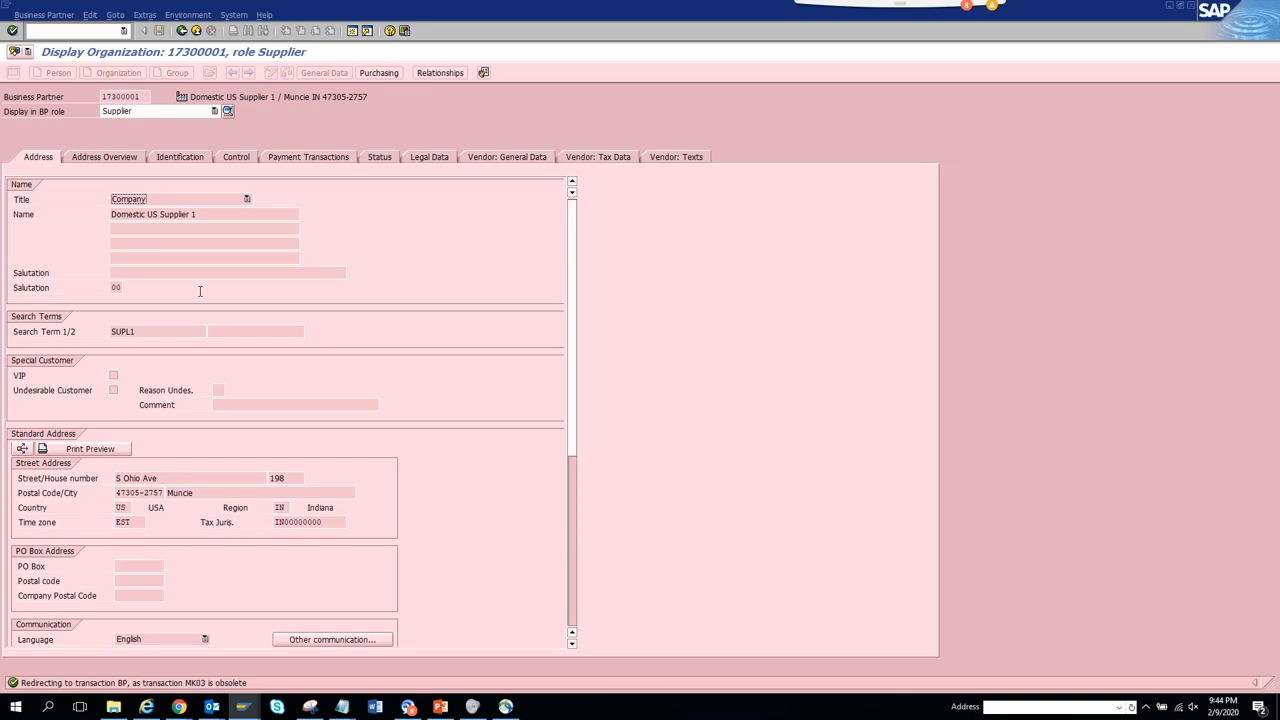 Business Partner Edit Goto Extras Environment System Help
SAP
Display Organization: 17300001, role Supplier
Person Organization Group General Data Purchasing Relationships
Business Partner 17300001 Domestic US Supplier 1 / Muncie IN 47305-2757
Display in BP role Supplier
Address Address Overview Identification Control Payment Transactions Status Legal Data Vendor: General Data Vendor: Tax Data Vendor: Texts
Name
Title Company
Name Domestic US Supplier 1
Salutation
Salutation 00
Search Terms
Search Term 1/2 SUPL1
Special Customer
VIP
Undesirable Customer Reason Undes.
Comment
Standard Address
Print Preview
Street Address
Street/House number S Ohio Ave 198
Postal Code/City 47305-2757 Muncie
Country US USA Region IN Indiana
Time zone EST Tax Juris. IN00000000
PO Box Address
PO Box
Postal code
Company Postal Code
Communication
Language English Other communication...
Redirecting to transaction BP, as transaction MK03 is obsolete
Address
9:44 PM
2/9/2020